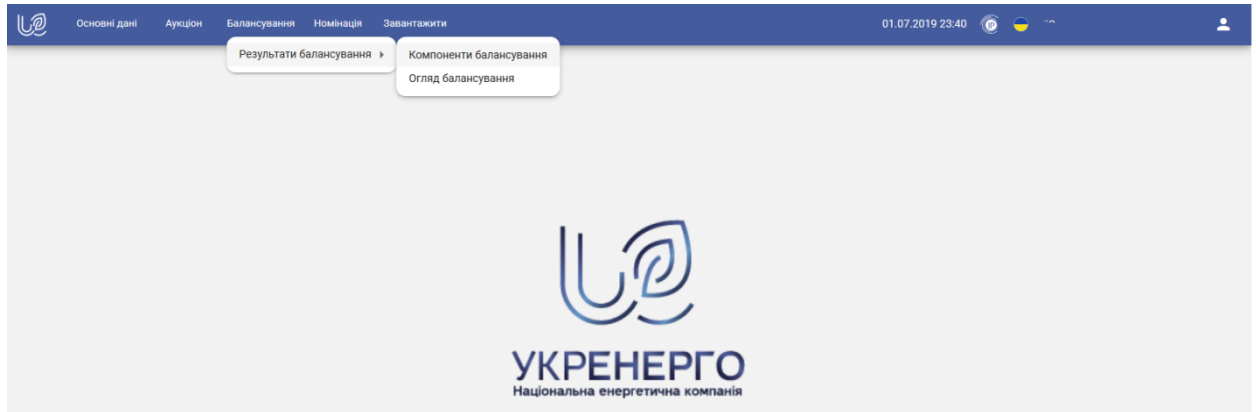 Основні дані Аукціон Балансування Номінація Завантажити 01.07.2019 23:40 IP
Результати балансування Компоненти балансування
Огляд балансування
УКРЕНЕРГО
Національна енергетична компанія